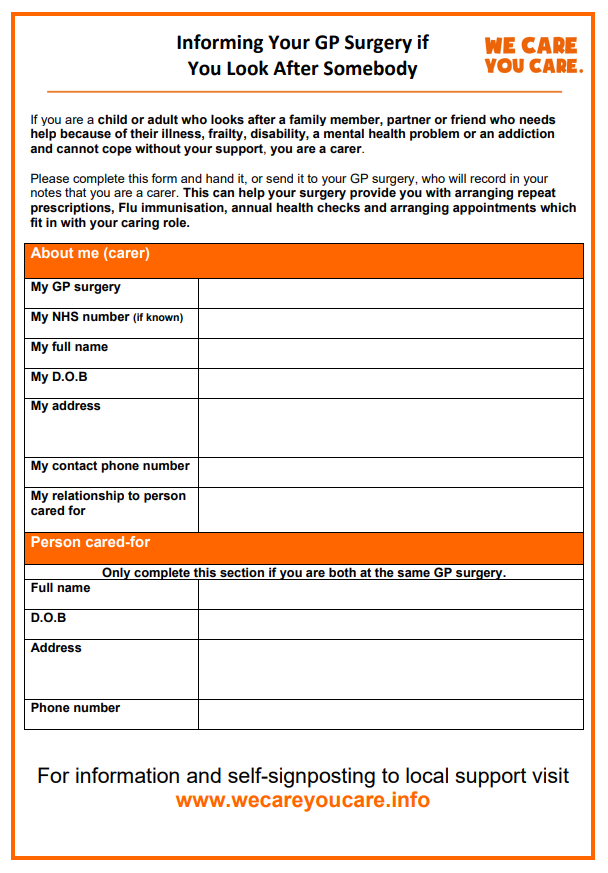 Informing Your GP Surgery if
You Look After Somebody
WE CARE
YOU CARE.
If you are a child or adult who looks after a family member, partner or friend who needs
help because of their illness, frailty, disability, a mental health problem or an addiction
and cannot cope without your support, you are a carer.
Please complete this form and hand it, or send it to your GP surgery, who will record in your
notes that you are a carer. This can help your surgery provide you with arranging repeat
prescriptions, Flu immunisation, annual health checks and arranging appointments which
fit in with your caring role.
About me (carer)
My GP surgery
My NHS number (if known)
My full name
My D.O.B
My address
My contact phone number
My relationship to person
cared for
Person cared-for
Only complete this section if you are both at the same GP surgery.
Full name
D.O.B
Address
Phone number
For information and self-signposting to local support visit
www.wecareyoucare.info